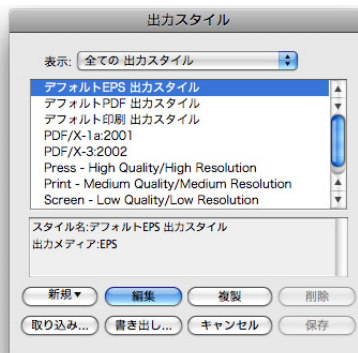 出力スタイル
表示: 全ての 出力スタイル
デフォルトEPS 出力スタイル
デフォルトPDF 出力スタイル
デフォルト印刷 出力スタイル
PDF/X-1a:2001
PDF/X-3:2002
Press - High Quality/High Resolution
Print - Medium Quality/Medium Resolution
Screen - Low Quality/Low Resolution
スタイル名:デフォルトEPS 出力スタイル
出力メディア:EPS
新規▼ 編集 複製 削除
取り込み... 書き出し... キャンセル 保存